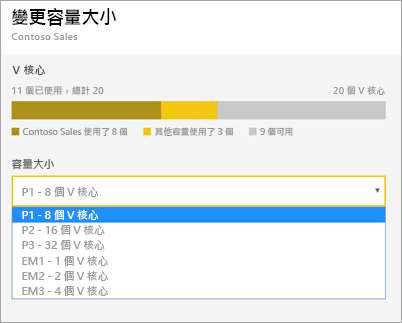 變更容量大小
Contoso Sales
V 核心
11 個已使用，總計 20
20 個 V 核心
Contoso Sales 使用了 8 個
其他容量使用了 3 個
9 個可用
容量大小
P1 - 8 個 V 核心
P1 - 8 個 V 核心
P2 - 16 個 V 核心
P3 - 32 個 V 核心
EM1 - 1 個 V 核心
EM2 - 2 個 V 核心
EM3 - 4 個 V 核心